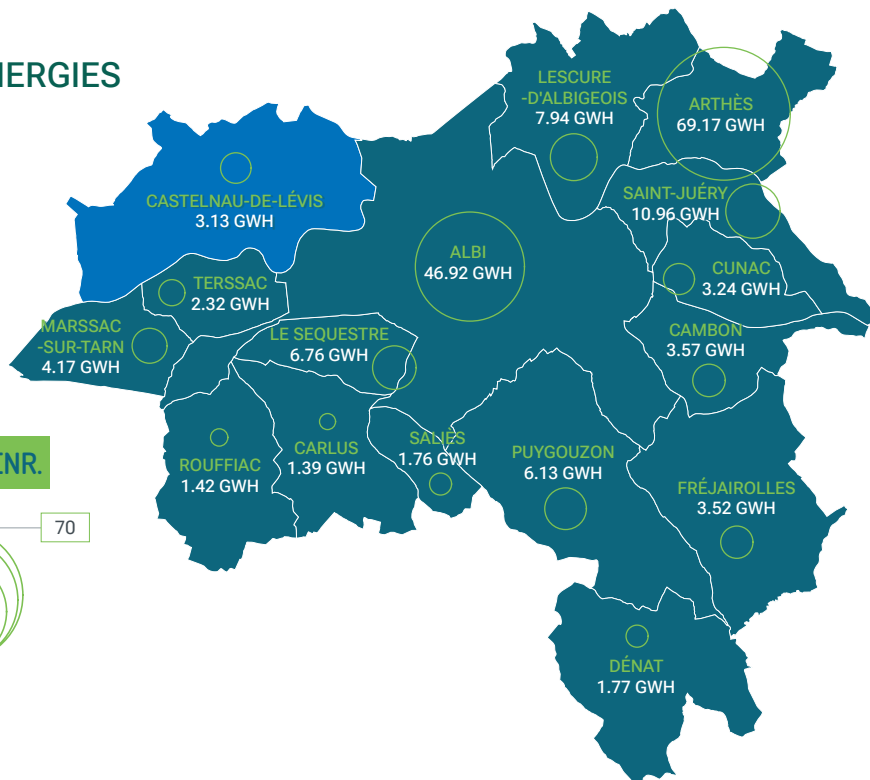 LESCURE
-D'ALBIGEOIS
7.94 GWH
ARTHÈS
69.17 GWH
CASTELNAU-DE-LÉVIS
3.13 GWH
SAINT-JUÉRY
10.96 GWH
ALBI
46.92 GWH
CUNAC
3.24 GWH
TERSSAC
2.32 GWH
MARSSAC
-SUR-TARN
4.17 GWH
LE SEQUESTRE
6.76 GWH
CAMBON
3.57 GWH
ROUFFIAC
1.42 GWH
CARLUS
1.39 GWH
SALIÈS
1.76 GWH
PUYGOUZON
6.13 GWH
FRÉJAIROLLES
3.52 GWH
ENR.
70
DÉNAT
1.77 GWH